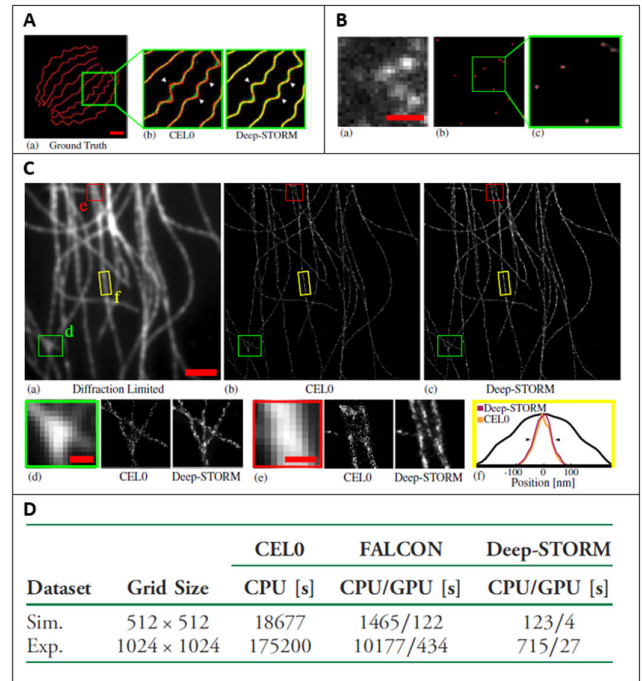 A
(a) Ground Truth
(b) CEL0 Deep-STORM
B
(a) (b) (c)
C
e
f
d
(a) Diffraction Limited (b) CEL0 (c) Deep-STORM
(d) CEL0 Deep-STORM (e) CEL0 Deep-STORM
Deep-STORM
CEL0
-100 0 100
(f) Position [nm]
D
CEL0 FALCON Deep-STORM
Dataset Grid Size CPU [s] CPU/GPU [s] CPU/GPU [s]
Sim. 512 × 512 18677 1465/122 123/4
Exp. 1024 × 1024 175200 10177/434 715/27